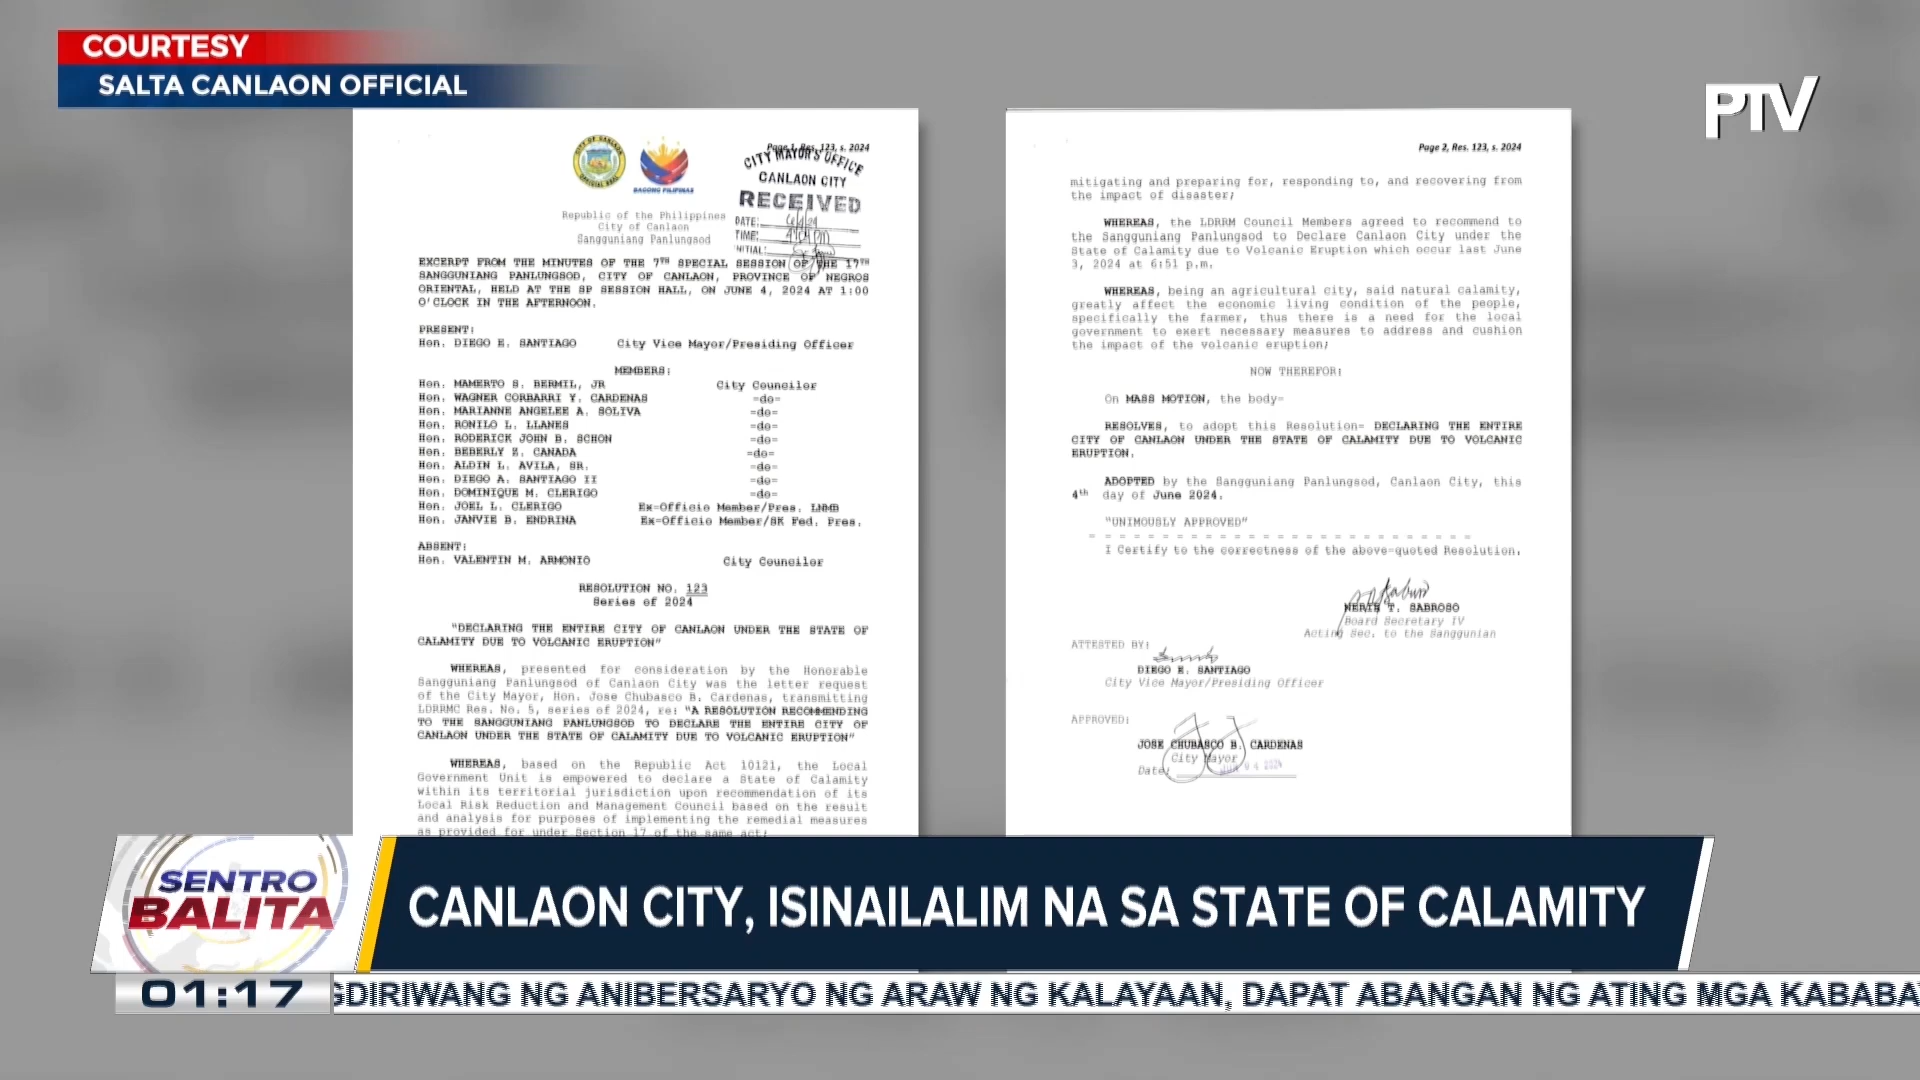 COURTESY
SALTA CANLAON OFFICIAL
PTV
Page 1, Res. 123, s. 2024
CITY MAYOR'S OFFICE
CANLAON CITY
RECEIVED
DATE:
TIME:
INITIAL:
BAGONG PILIPINAS
Republic of the Philippines
City of Canlaon
Sangguniang Panlungsod
EXCERPT FROM THE MINUTES OF THE 7TH SPECIAL SESSION OF THE 17TH
SANGGUNIANG PANLUNGSOD, CITY OF CANLAON, PROVINCE OF NEGROS
ORIENTAL, HELD AT THE SP SESSION HALL, ON JUNE 4, 2024 AT 1:00
O'CLOCK IN THE AFTERNOON.
PRESENT:
Hon. DIEGO E. SANTIAGO City Vice Mayor/Presiding Officer
MEMBERS:
Hon. MAMERTO S. BERMIL, JR City Councilor
Hon. WAGNER CORBARRI Y. CARDENAS =do=
Hon. MARIANNE ANGELEE A. SOLIVA =do=
Hon. RONILO L. LLANES =do=
Hon. RODERICK JOHN B. SCHON =do=
Hon. BEBERLY Z. CANADA =do=
Hon. ALDIN L. AVILA, SR. =do=
Hon. DIEGO A. SANTIAGO II =do=
Hon. DOMINIQUE M. CLERIGO =do=
Hon. JOEL L. CLERIGO Ex=Officio Member/Pres. LNMB
Hon. JANVIE B. ENDRINA Ex=Officio Member/SK Fed. Pres.
ABSENT:
Hon. VALENTIN M. ARMONIO City Councilor
RESOLUTION NO. 123
Series of 2024
"DECLARING THE ENTIRE CITY OF CANLAON UNDER THE STATE OF
CALAMITY DUE TO VOLCANIC ERUPTION"
WHEREAS, presented for consideration by the Honorable
Sangguniang Panlungsod of Canlaon City was the letter request
of the City Mayor, Hon. Jose Chubasco B. Cardenas, transmitting
LDRRMC Res. No. 5, series of 2024, re: "A RESOLUTION RECOMMENDING
TO THE SANGGUNIANG PANLUNGSOD TO DECLARE THE ENTIRE CITY OF
CANLAON UNDER THE STATE OF CALAMITY DUE TO VOLCANIC ERUPTION"
WHEREAS, based on the Republic Act 10121, the Local
Government Unit is empowered to declare a State of Calamity
within its territorial jurisdiction upon recommendation of its
Local Risk Reduction and Management Council based on the result
and analysis for purposes of implementing the remedial measures
as provided for under Section 17 of the same act;
Page 2, Res. 123, s. 2024
mitigating and preparing for, responding to, and recovering from
the impact of disaster;
WHEREAS, the LDRRM Council Members agreed to recommend to
the Sangguniang Panlungsod to Declare Canlaon City under the
State of Calamity due to Volcanic Eruption which occur last June
3, 2024 at 6:51 p.m.
WHEREAS, being an agricultural city, said natural calamity,
greatly affect the economic living condition of the people,
specifically the farmer, thus there is a need for the local
government to exert necessary measures to address and cushion
the impact of the volcanic eruption;
NOW THEREFOR:
On MASS MOTION, the body=
RESOLVES, to adopt this Resolution= DECLARING THE ENTIRE
CITY OF CANLAON UNDER THE STATE OF CALAMITY DUE TO VOLCANIC
ERUPTION.
ADOPTED by the Sangguniang Panlungsod, Canlaon City, this
4th day of June 2024.
"UNIMOUSLY APPROVED"
I Certify to the correctness of the above=quoted Resolution.
NERIE T. SABROSO
Board Secretary IV
Acting Sec. to the Sanggunian
ATTESTED BY:
DIEGO E. SANTIAGO
City Vice Mayor/Presiding Officer
APPROVED:
JOSE CHUBASCO B. CARDENAS
City Mayor
Date: JUN 04 2024
SENTRO
BALITA
CANLAON CITY, ISINAILALIM NA SA STATE OF CALAMITY
01:17
GDIRIWANG NG ANIBERSARYO NG ARAW NG KALAYAAN, DAPAT ABANGAN NG ATING MGA KABABA